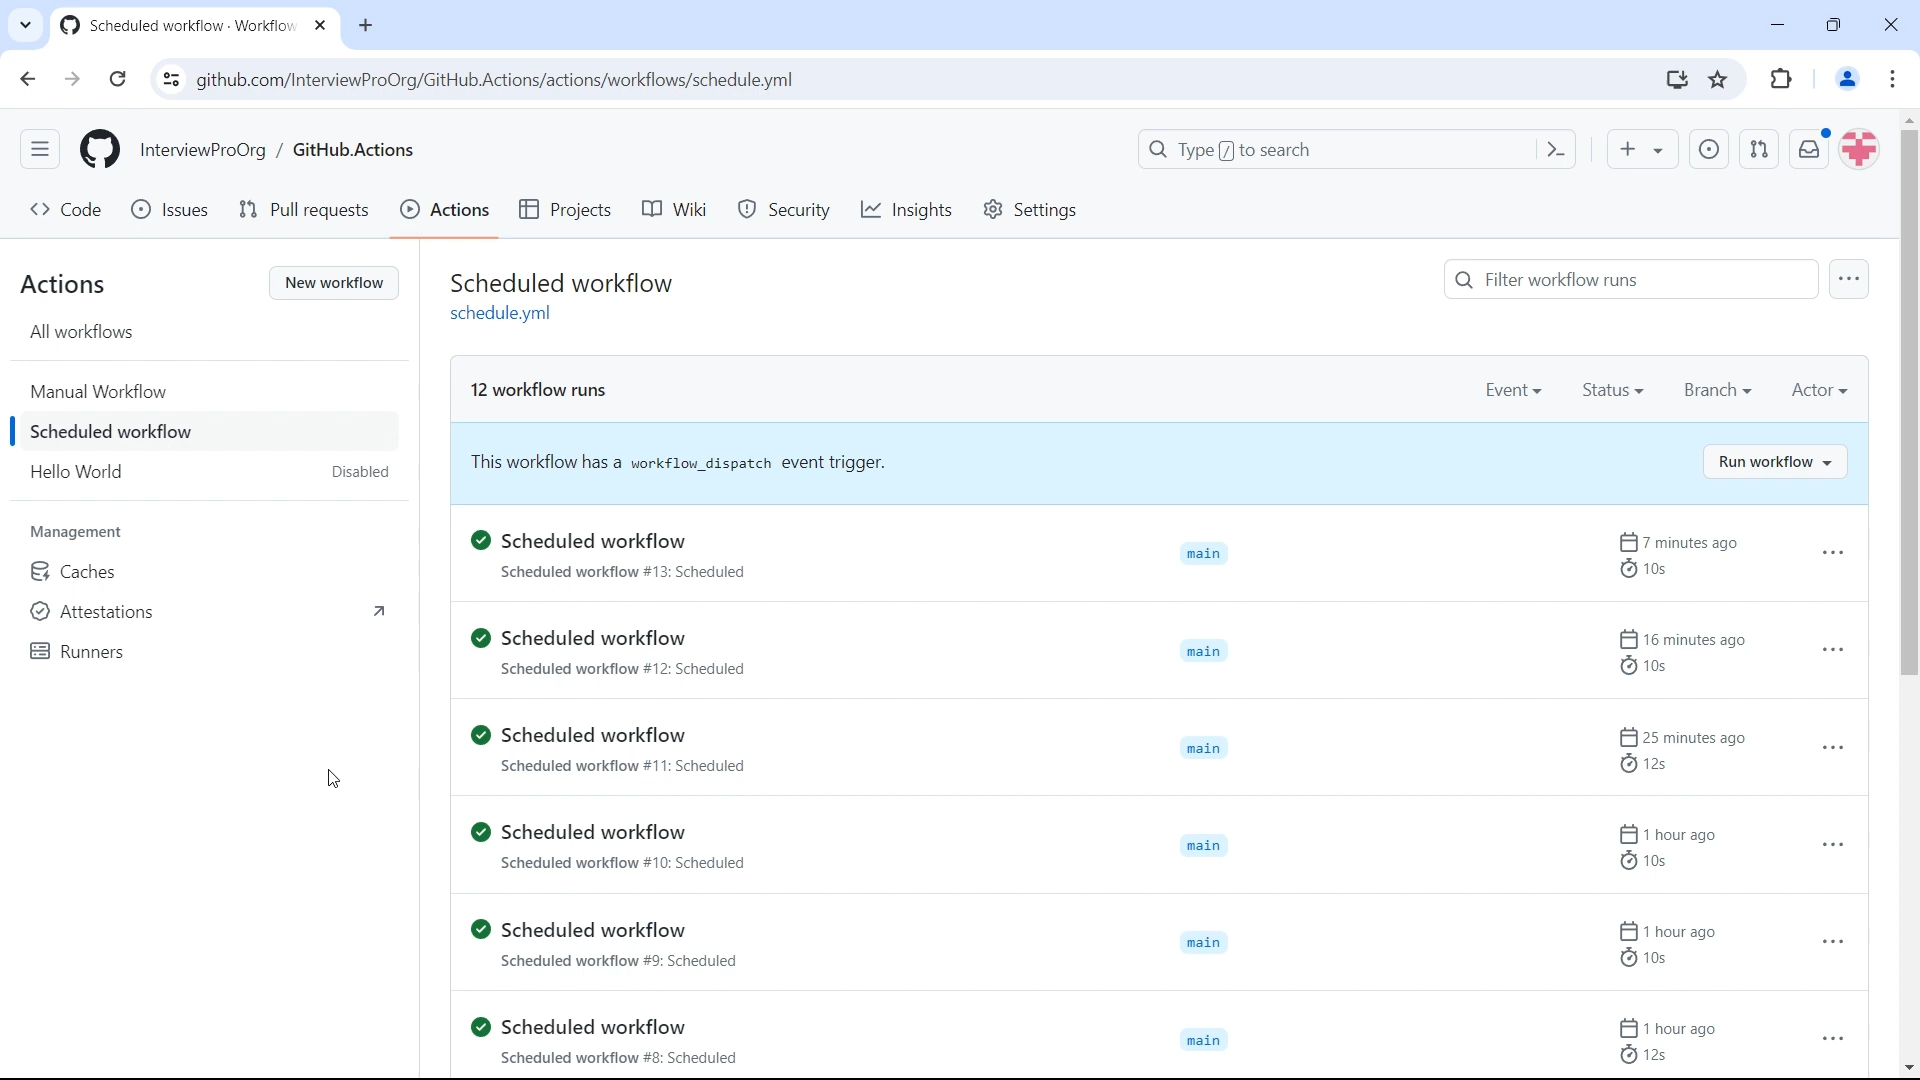 Scheduled workflow · Workflow
github.com/InterviewProOrg/GitHub.Actions/actions/workflows/schedule.yml
InterviewProOrg / GitHub.Actions
Type / to search
Code Issues Pull requests Actions Projects Wiki Security Insights Settings
Actions
New workflow
All workflows
Manual Workflow
Scheduled workflow
Hello World Disabled
Management
Caches
Attestations
Runners
Scheduled workflow
schedule.yml
Filter workflow runs
12 workflow runs
Event Status Branch Actor
This workflow has a workflow_dispatch event trigger.
Run workflow
Scheduled workflow
Scheduled workflow #13: Scheduled
main
7 minutes ago
10s
Scheduled workflow
Scheduled workflow #12: Scheduled
main
16 minutes ago
10s
Scheduled workflow
Scheduled workflow #11: Scheduled
main
25 minutes ago
12s
Scheduled workflow
Scheduled workflow #10: Scheduled
main
1 hour ago
10s
Scheduled workflow
Scheduled workflow #9: Scheduled
main
1 hour ago
10s
Scheduled workflow
Scheduled workflow #8: Scheduled
main
1 hour ago
12s